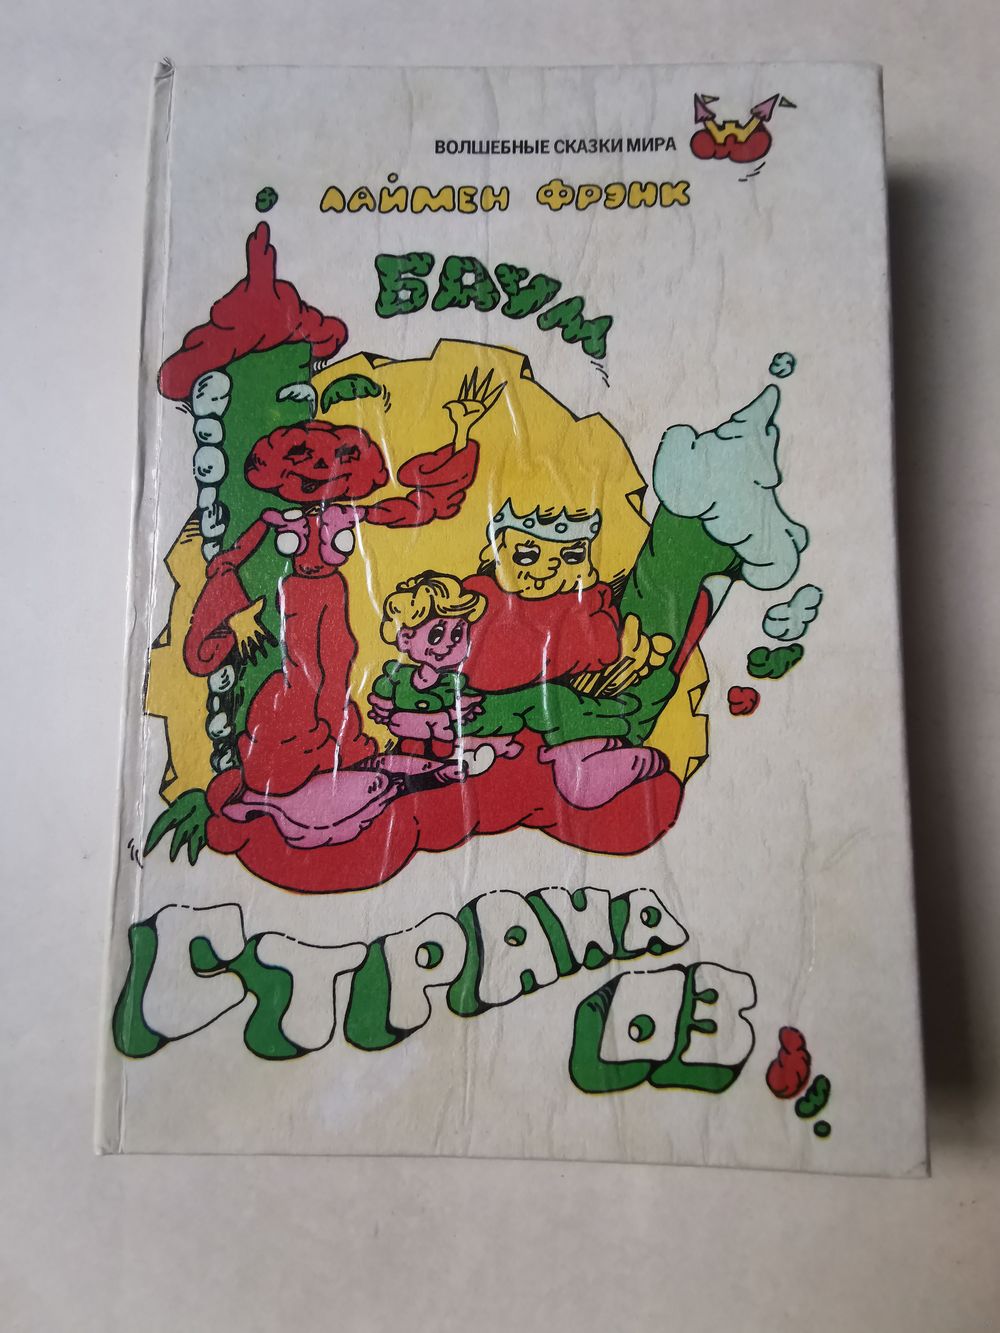 ВОЛШЕБНЫЕ СКАЗКИ МИРА
ЛАЙМЕН ФРЭНК
БАУМ
СТРАНА
ОЗ